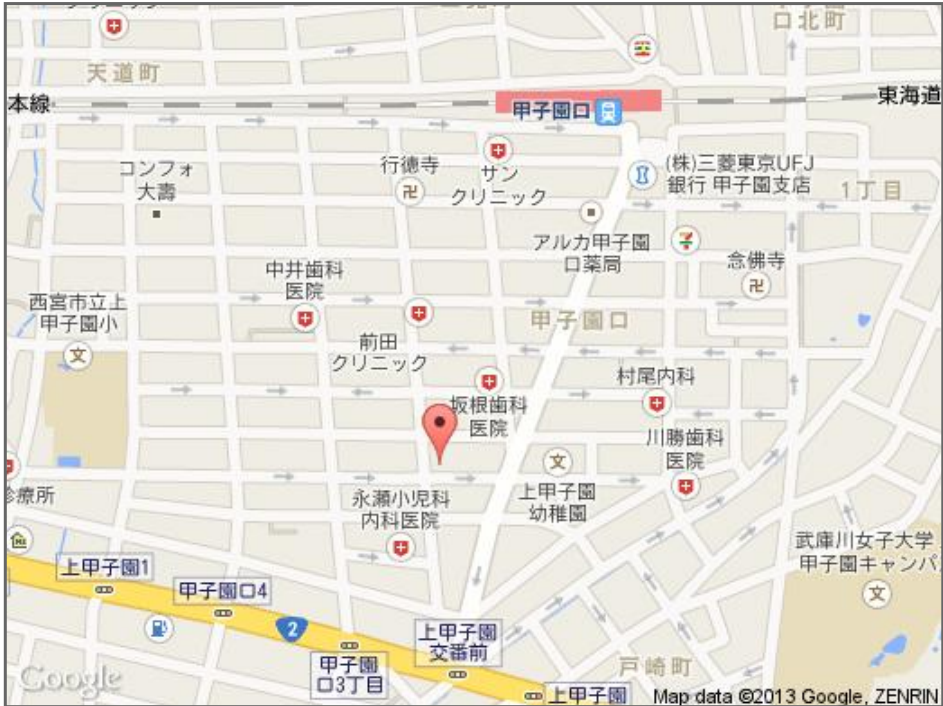 天道町
口北町
本線
東海道
甲子園口
コンフォ
大壽
行徳寺
サン
クリニック
(株)三菱東京UFJ
銀行 甲子園支店
1丁目
アルカ甲子園
口薬局
念佛寺
中井歯科
医院
西宮市立上
甲子園小
文
甲子園口
前田
クリニック
村尾内科
坂根歯科
医院
川勝歯科
医院
文
上甲子園
幼稚園
療所
永瀬小児科
内科医院
武庫川女子大学
甲子園キャンパ
文
上甲子園1
甲子園口4
2
上甲子園
交番前
甲子園
口3丁目
戸崎町
上甲子園
Google
Map data ©2013 Google, ZENRIN